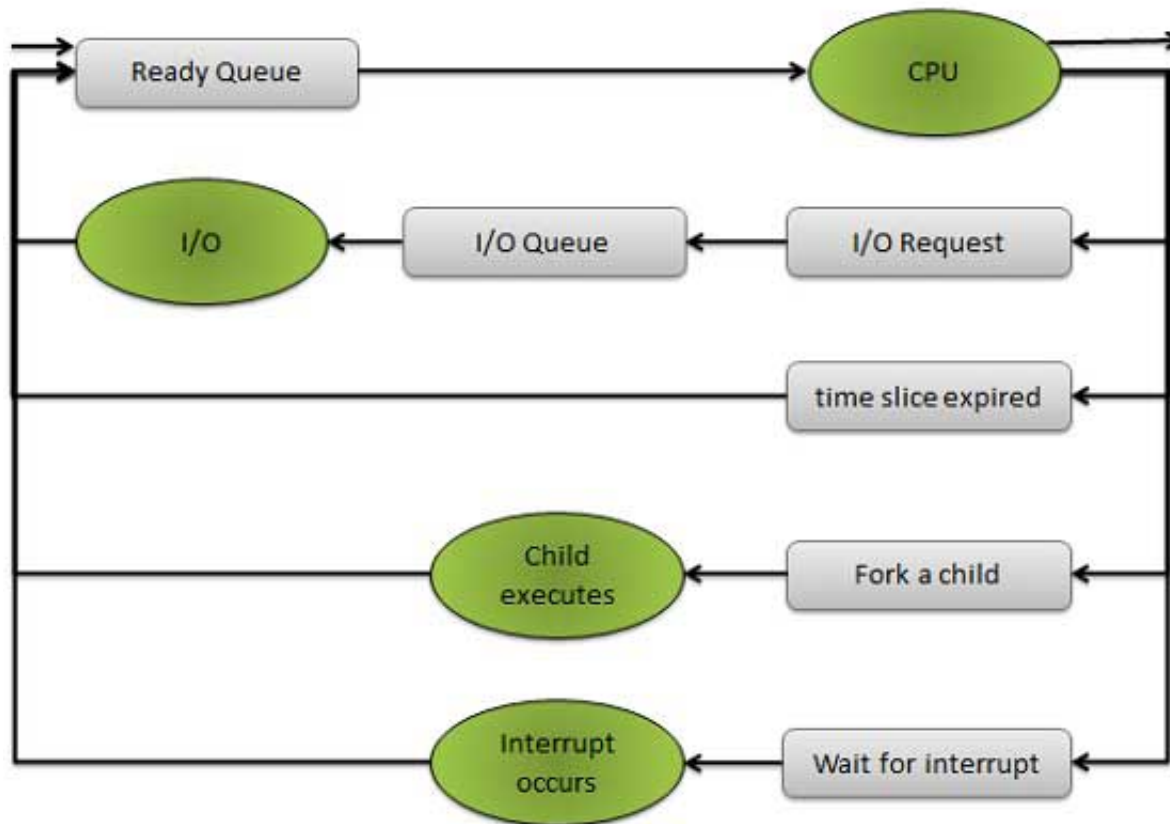 Ready Queue
CPU
I/O
I/O Queue
I/O Request
time slice expired
Child
executes
Fork a child
Interrupt
occurs
Wait for interrupt